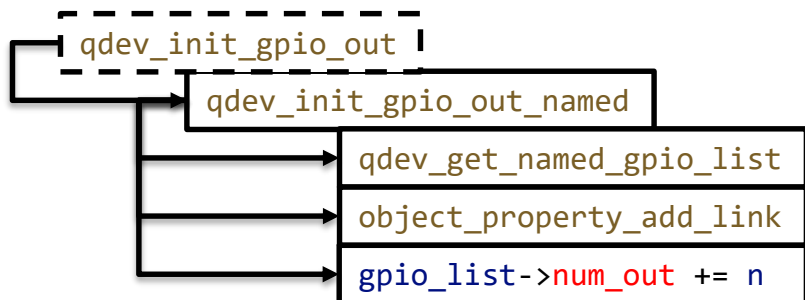 qdev_init_gpio_out
qdev_init_gpio_out_named
qdev_get_named_gpio_list
object_property_add_link
gpio_list->num_out += n